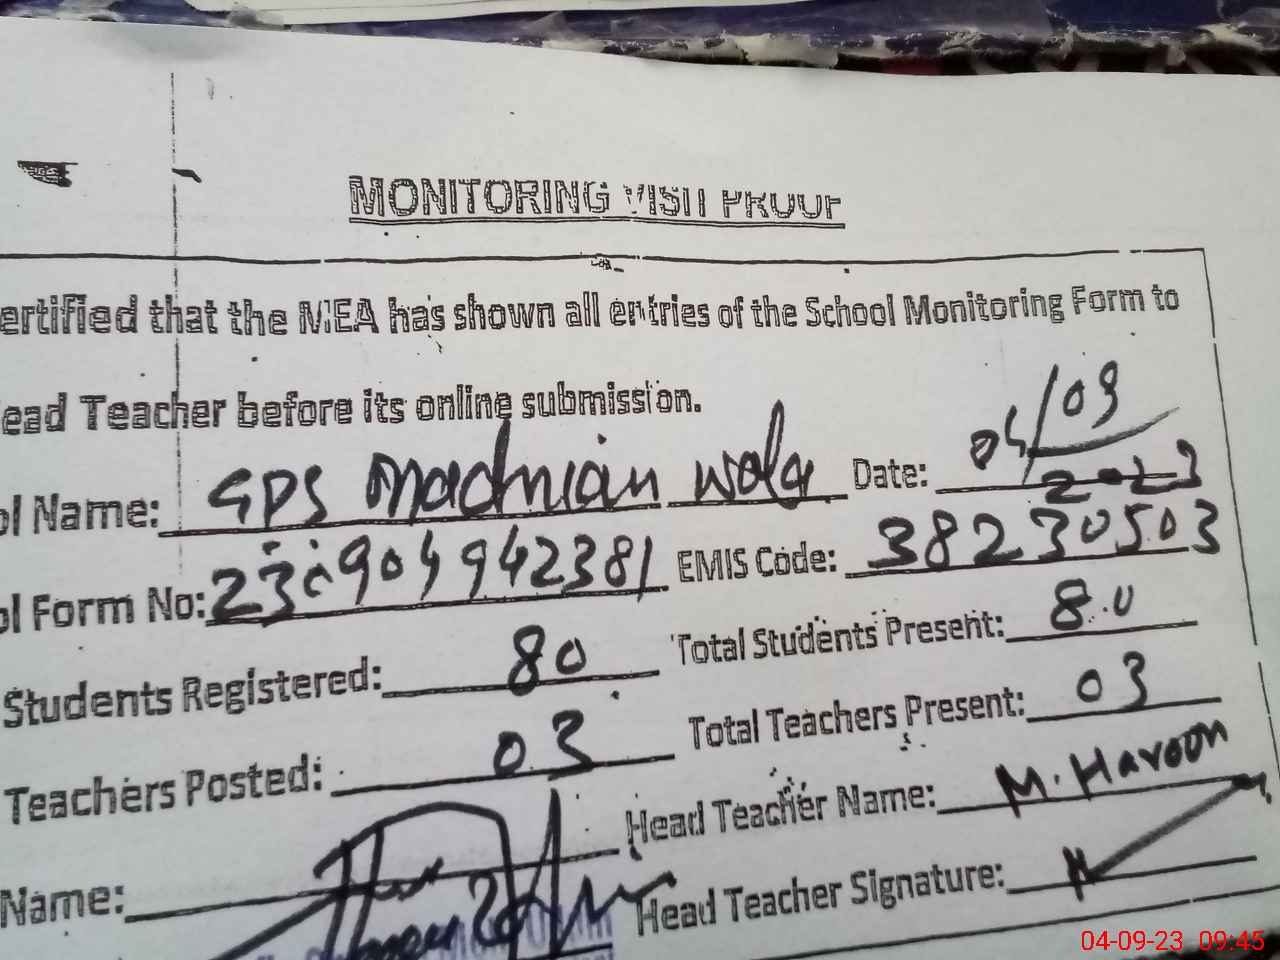 MONITORING VISIT PROOF
ertified that the MEA has shown all entries of the School Monitoring Form to
ead Teacher before its online submission.
ol Name: GPS Madnian wala Date: 04/09
2023
ol Form No: 230904942381 EMIS Code: 38230503
Students Registered: 80 Total Students Present: 80
Teachers Posted: 03 Total Teachers Present: 03
Head Teacher Name: M. Haroon
Name: Head Teacher Signature:
04-09-23 09:45